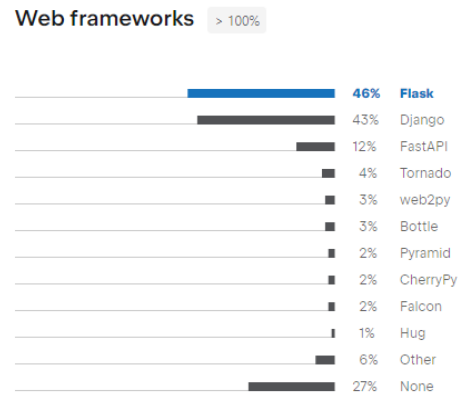 Web frameworks > 100%
46% Flask
43% Django
12% FastAPI
4% Tornado
3% web2py
3% Bottle
2% Pyramid
2% CherryPy
2% Falcon
1% Hug
6% Other
27% None